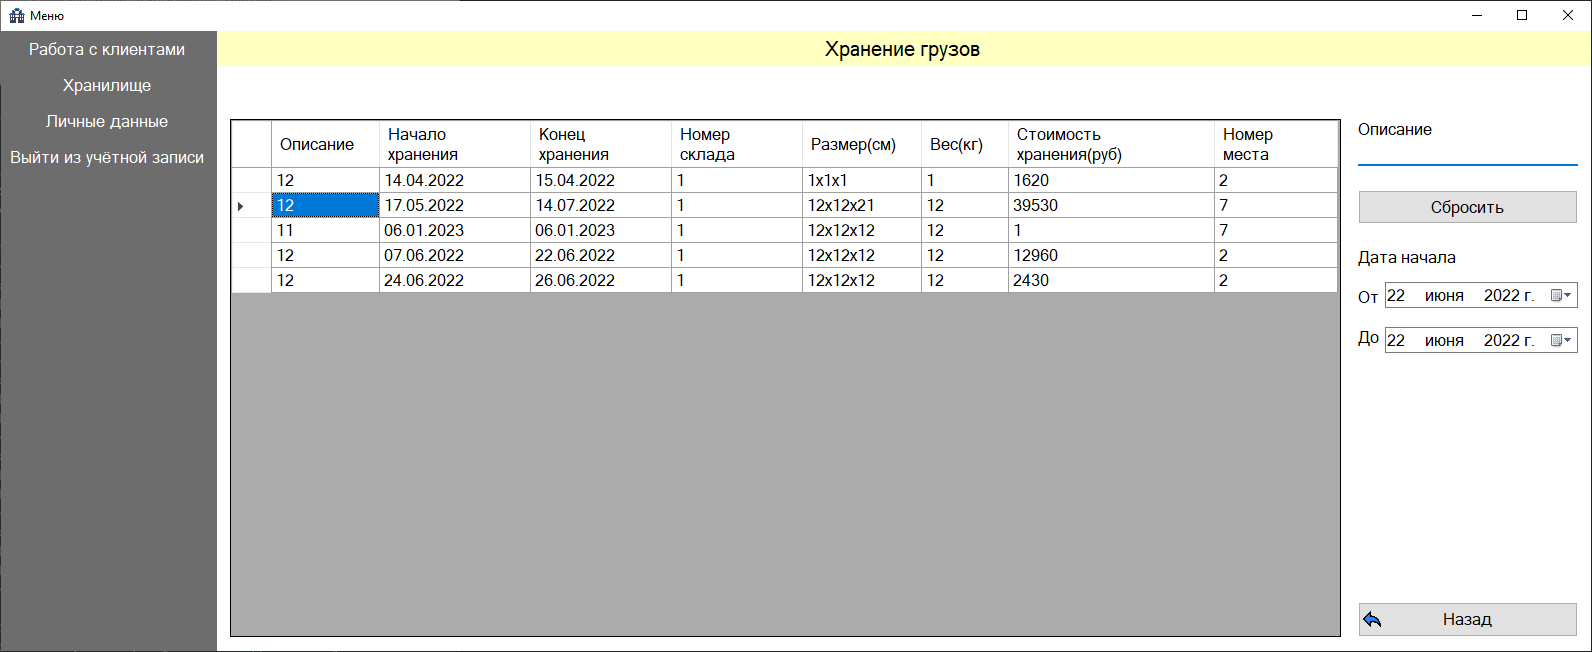 Меню
Работа с клиентами
Хранилище
Личные данные
Выйти из учётной записи
Хранение грузов
Описание Начало хранения Конец хранения Номер склада Размер(см) Вес(кг) Стоимость хранения(руб) Номер места
12 14.04.2022 15.04.2022 1 1x1x1 1 1620 2
12 17.05.2022 14.07.2022 1 12x12x21 12 39530 7
11 06.01.2023 06.01.2023 1 12x12x12 12 1 7
12 07.06.2022 22.06.2022 1 12x12x12 12 12960 2
12 24.06.2022 26.06.2022 1 12x12x12 12 2430 2
Описание
Сбросить
Дата начала
От 22 июня 2022 г.
До 22 июня 2022 г.
Назад